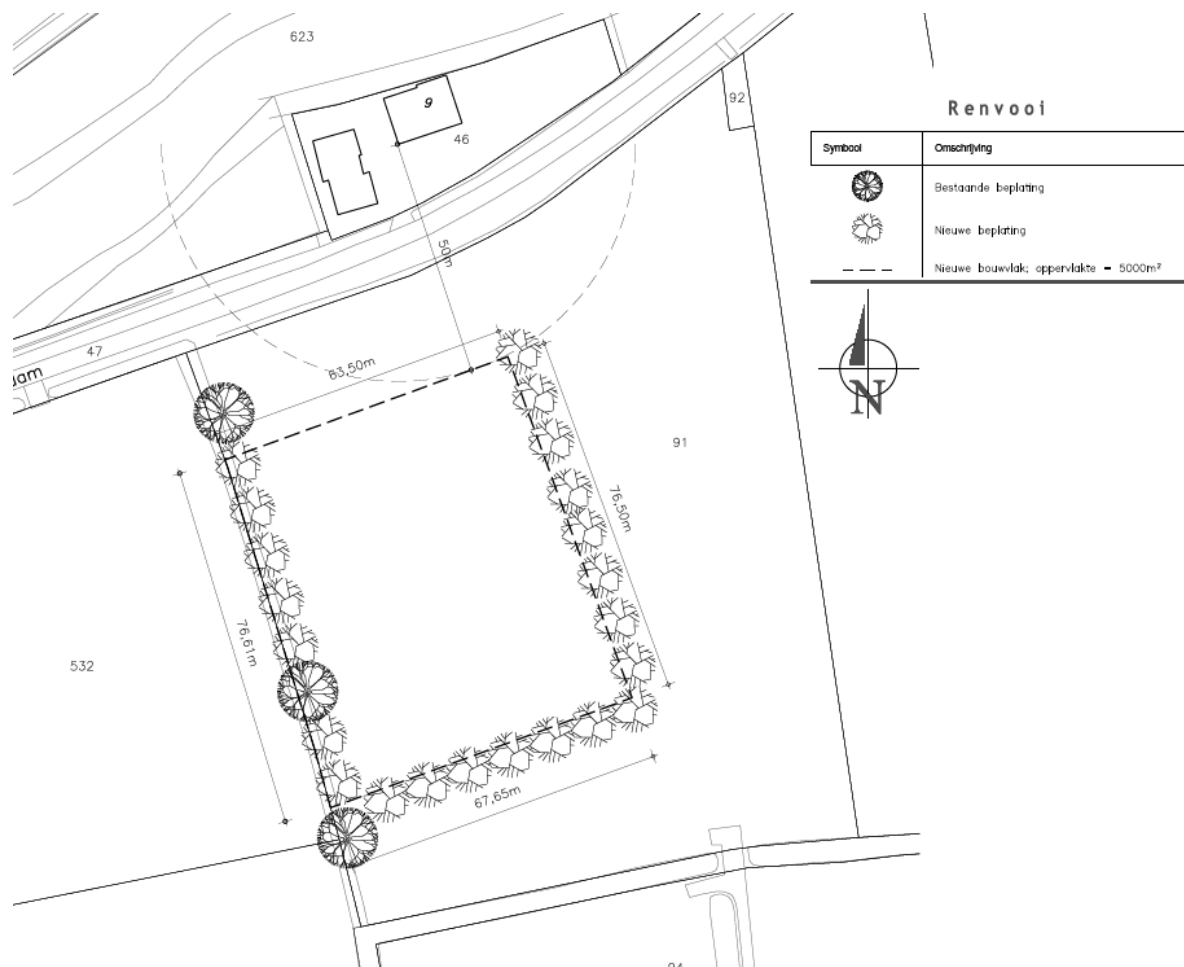 623
92
Renvooi
9
46
Symbool Omschrijving
Bestaande beplating
Nieuwe beplating
50m
Nieuwe bouwvlak; oppervlakte = 5000m²
47
63,50m
N
91
76,50m
76,61m
532
67,65m